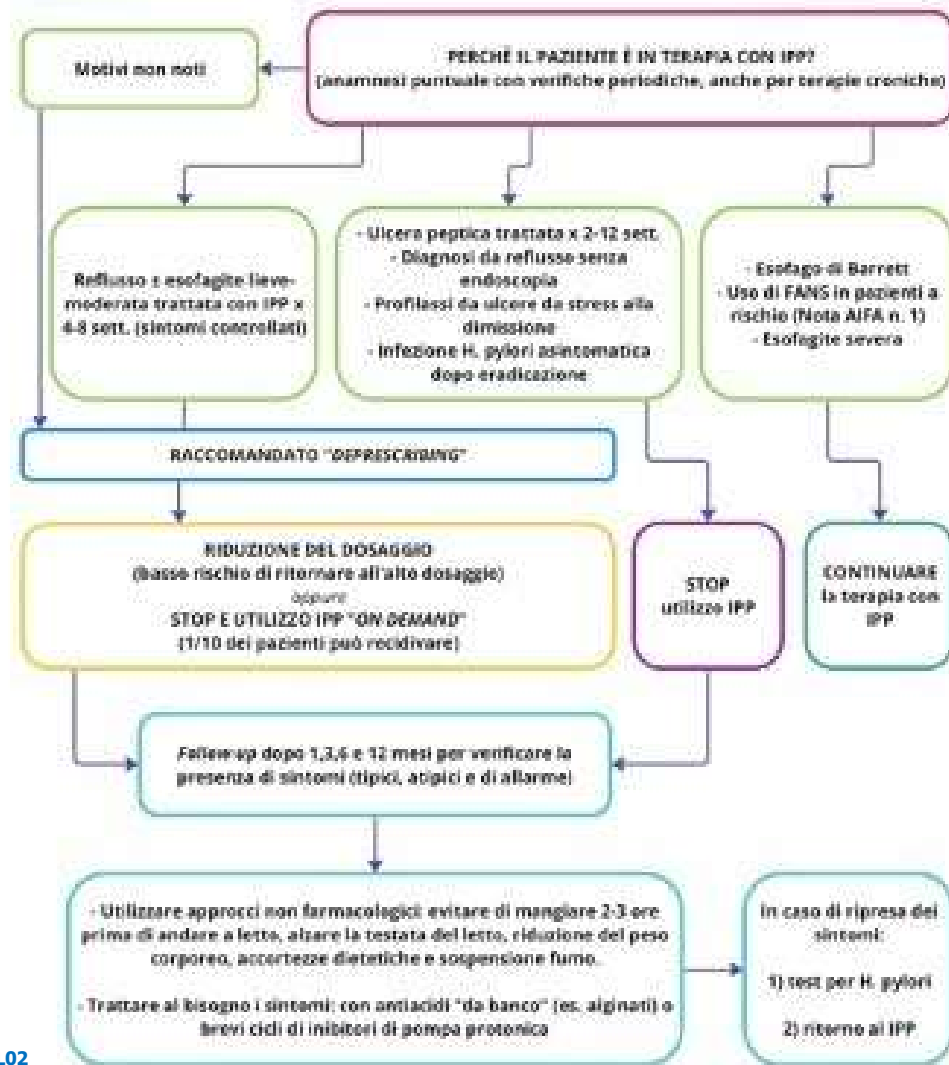 Motivi non noti
PERCHÈ IL PAZIENTE È IN TERAPIA CON IPP?
(anamnesi puntuale con verifiche periodiche, anche per terapie croniche)
Reflusso e esofagite lieve-
moderata trattata con IPP x
4-8 sett. (sintomi controllati)
- Ulcera peptica trattata x 2-12 sett.
- Diagnosi da reflusso senza
endoscopia
- Profilassi da ulcere da stress alla
dimissione
- Infezione H. pylori asintomatica
dopo eradicazione
- Esofago di Barrett
- Uso di FANS in pazienti a
rischio (Nota AIFA n. 1)
- Esofagite severa
RACCOMANDATO "DEPRESCRIBING"
RIDUZIONE DEL DOSAGGIO
(basso rischio di ritornare all'alto dosaggio)
oppure
STOP E UTILIZZO IPP "ON DEMAND"
(1/10 dei pazienti può recidivare)
STOP
utilizzo IPP
CONTINUARE
la terapia con
IPP
Follow-up dopo 1,3,6 e 12 mesi per verificare la
presenza di sintomi (tipici, atipici e di allarme)
- Utilizzare approcci non farmacologici: evitare di mangiare 2-3 ore
prima di andare a letto, alzare la testata del letto, riduzione del peso
corporeo, accortezze dietetiche e sospensione fumo.
- Trattare al bisogno i sintomi: con antiacidi "da banco" (es. alginati) o
brevi cicli di inibitori di pompa protonica
In caso di ripresa dei
sintomi:
1) test per H. pylori
2) ritorno al IPP
.02